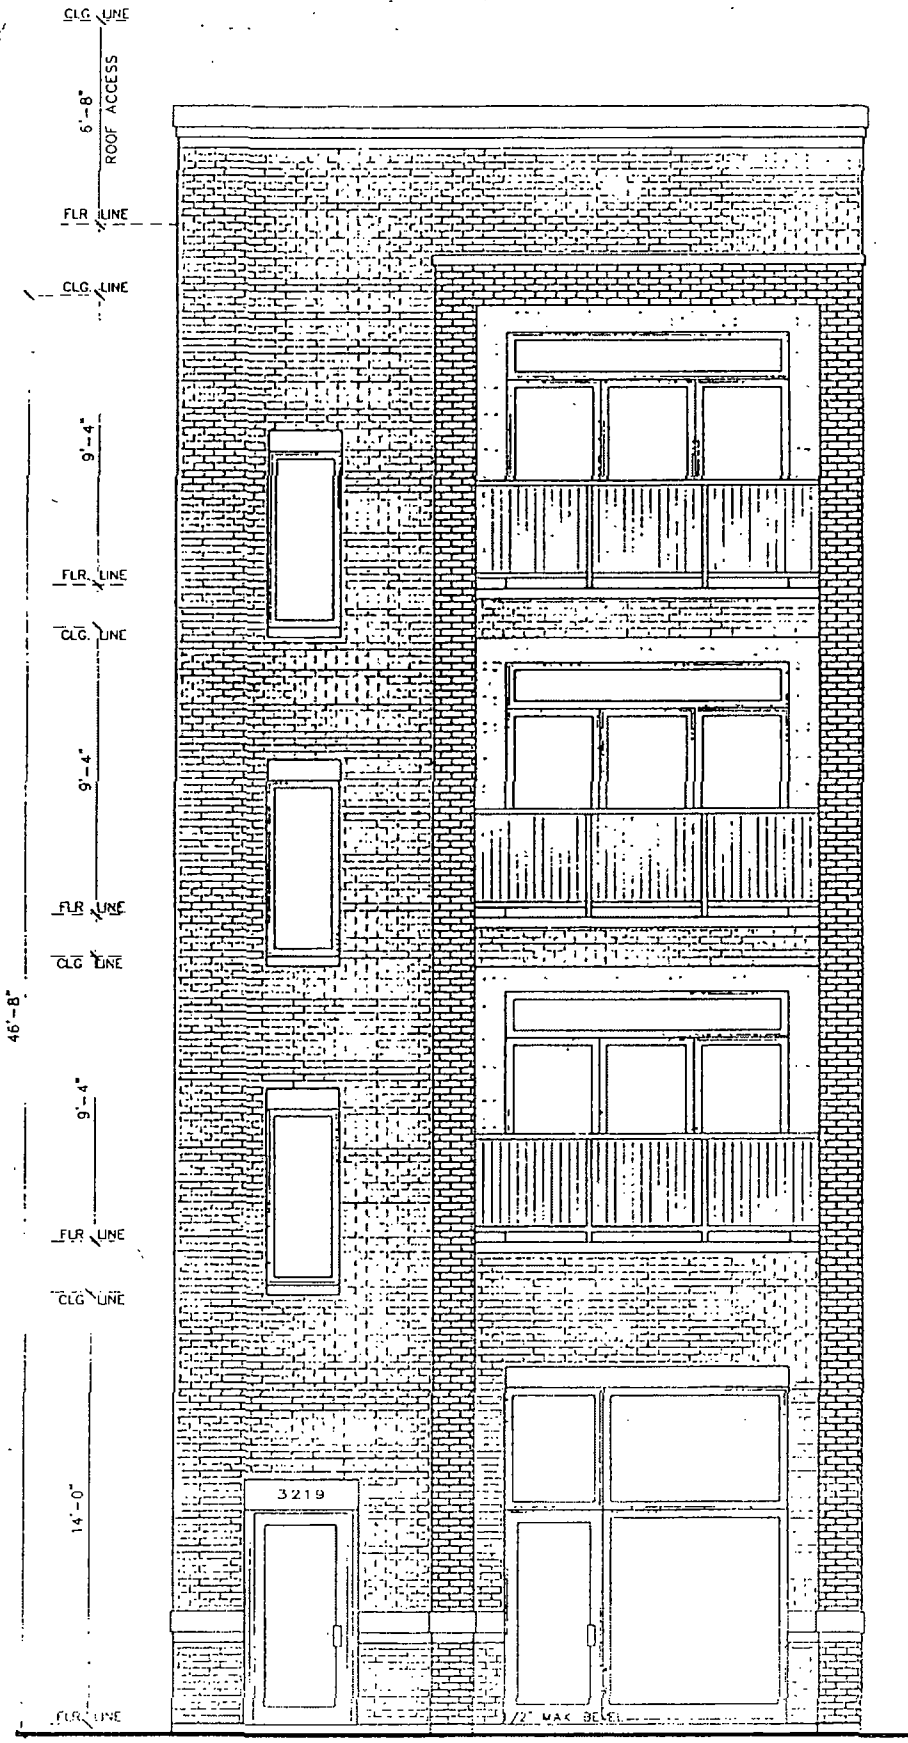 CLG LINE
6'-8"
ROOF ACCESS
FLR LINE
CLG. LINE
9'-4"
FLR. LINE
CLG. LINE
9'-4"
FLR LINE
CLG LINE
46'-8"
9'-4"
FLR LINE
CLG LINE
3219
14'-0"
FLR. LINE
1/2" MAX BEVEL